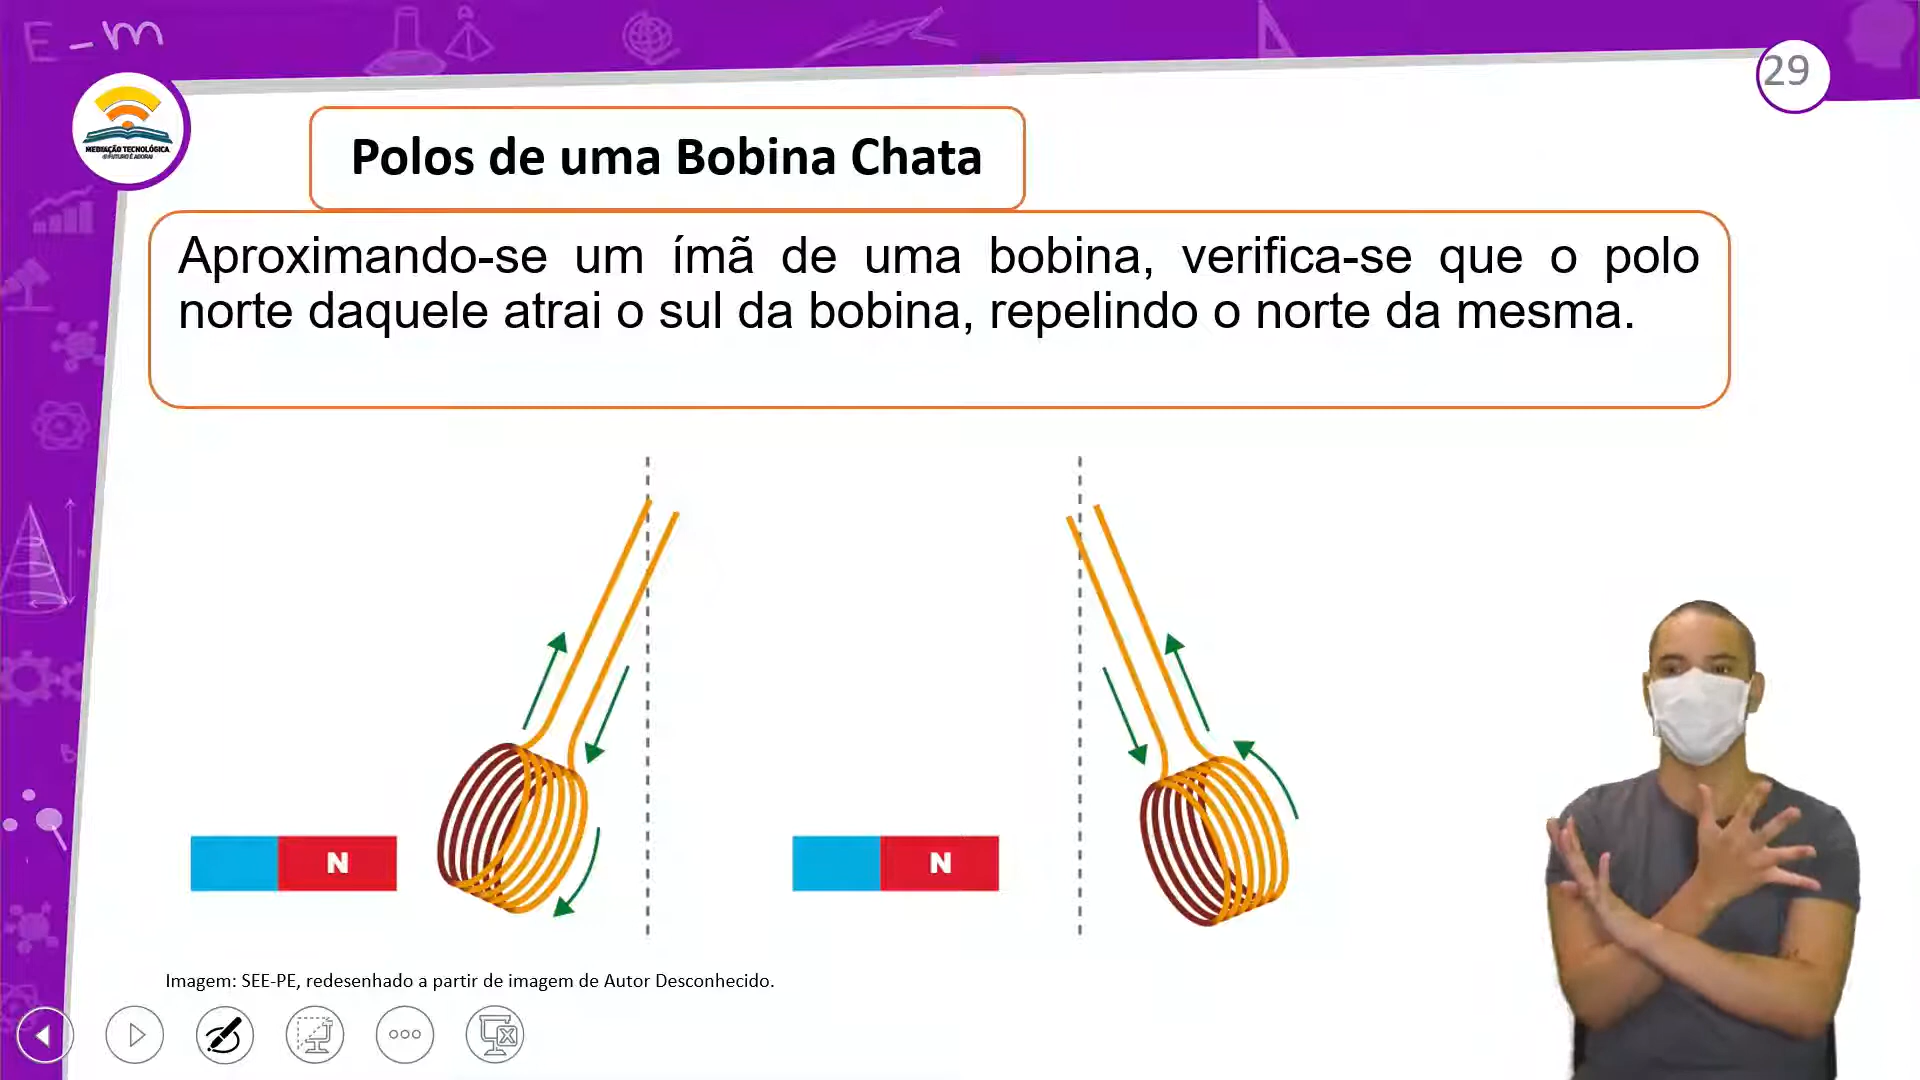 E-m
29
MEDIAÇÃO TECNOLÓGICA
O FUTURO É AGORA!
Polos de uma Bobina Chata
Aproximando-se um ímã de uma bobina, verifica-se que o polo
norte daquele atrai o sul da bobina, repelindo o norte da mesma.
N
N
Imagem: SEE-PE, redesenhado a partir de imagem de Autor Desconhecido.